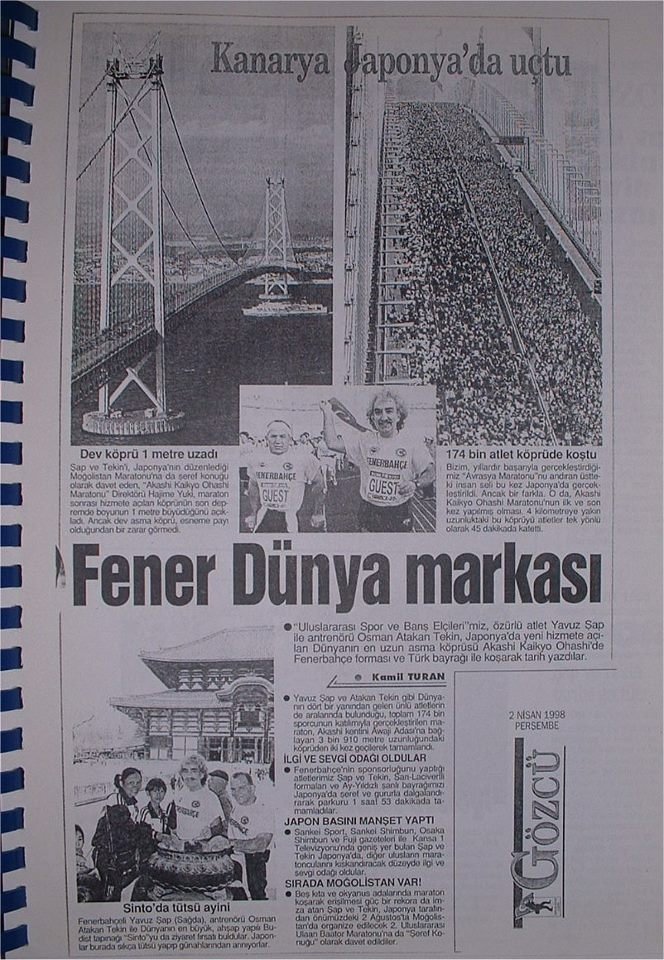 Kanarya Japonya'da uçtu
Dev köprü 1 metre uzadı
Şap ve Tekin'i, Japonya'nın düzenlediği
Moğolistan Maratonu'na da şeref konuğu
olarak davet eden, "Akashi Kaikyo Ohashi
Maratonu" Direktörü Hajime Yuki, maraton
sonrası hizmete açılan köprünün son dep-
remde boyunun 1 metre büyüdüğünü açık-
ladı. Ancak dev asma köprü, esneme payı
olduğundan bir zarar görmedi.
FENERBAHÇE
GUEST
FENERBAHÇE
GUEST
174 bin atlet köprüde koştu
Bizim, yıllardır başarıyla gerçekleştirdiği-
miz "Avrasya Maratonu"nu andıran üstte-
ki insan seli bu kez Japonya'da gerçek-
leştirildi. Ancak bir farkla. O da, Akashi
Kaikyo Ohashi Maratonu'nun ilk ve son
kez yapılmış olması. 4 kilometreye yakın
uzunluktaki bu köprüyü atletler tek yönlü
olarak 45 dakikada katetti.
Fener Dünya markası
● "Uluslararası Spor ve Barış Elçileri"miz, özürlü atlet Yavuz Şap
ile antrenörü Osman Atakan Tekin, Japonya'da yeni hizmete açı-
lan Dünyanın en uzun asma köprüsü Akashi Kaikyo Ohashi'de
Fenerbahçe forması ve Türk bayrağı ile koşarak tarih yazdılar.
● Kamil TURAN
● Yavuz Şap ve Atakan Tekin gibi Dünya-
nın dört bir yanından gelen ünlü atletlerin
de aralarında bulunduğu, toplam 174 bin
sporcunun katılımıyla gerçekleştirilen ma-
raton, Akashi kentini Awaji Adasına bağ-
layan 3 bin 910 metre uzunluğundaki
köprüden iki kez geçilerek tamamlandı.
İLGİ VE SEVGİ ODAĞI OLDULAR
● Fenerbahçe'nin sponsorluğunu yaptığı
atletlerimiz Şap ve Tekin, Sarı-Lacivertli
formaları ve Ay-Yıldızlı şanlı bayrağımızı
Japonya'da şeref ve gururla dalgalandı-
rarak parkuru 1 saat 53 dakikada ta-
mamladılar.
JAPON BASINI MANŞET YAPTI
● Sankei Sport, Sankei Shimbun, Osaka
Shimbun ve Fuji gazeteleri ile Kansa 1
Televizyonu'nda geniş yer bulan Şap ve
Tekin Japonya'da, diğer ulusların mara-
toncularını kıskandıracak düzeyde ilgi ve
sevgi odağı oldular.
SIRADA MOĞOLİSTAN VAR!
● Beş kıta ve okyanus adalarında maraton
koşarak erişilmesi güç bir rekora da im-
za atan Şap ve Tekin, Japonya tarafın-
dan önümüzdeki 2 Ağustos'ta Moğolis-
tan'da organize edilecek 2. Uluslararası
Ulaan Baator Maratonu'na da "Şeref Ko-
nuğu" olarak davet edildiler.
Sinto'da tütsü ayini
Fenerbahçeli Yavuz Şap (Sağda), antrenörü Osman
Atakan Tekin ile Dünyanın en büyük, ahşap yapılı Bu-
dist tapınağı "Sinto"yu da ziyaret fırsatı buldular. Japon-
lar burada sıkça tütsü yapıp günahlarından arınıyorlar.
2 NİSAN 1998
PERŞEMBE
GÖZCÜ